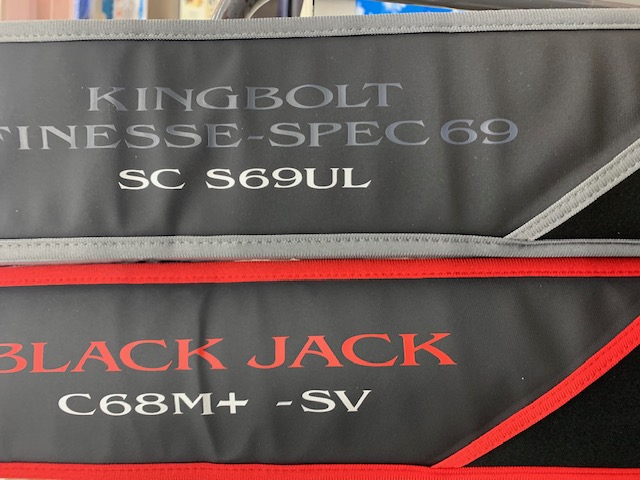 KINGBOLT
FINESSE-SPEC 69
SC S69UL
BLACK JACK
C68M+ -SV